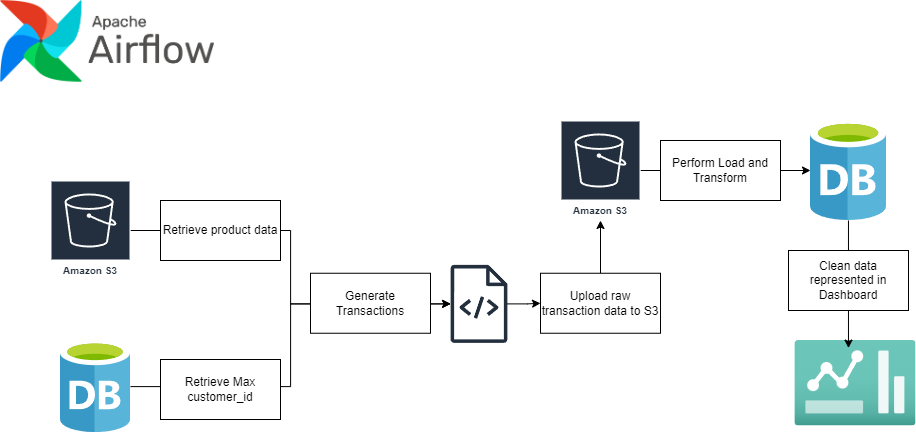 Apache
Airflow
Amazon S3
Retrieve product data
DB
Retrieve Max
customer_id
Generate
Transactions
</>
Upload raw
transaction data to S3
Amazon S3
Perform Load and
Transform
DB
Clean data
represented in
Dashboard